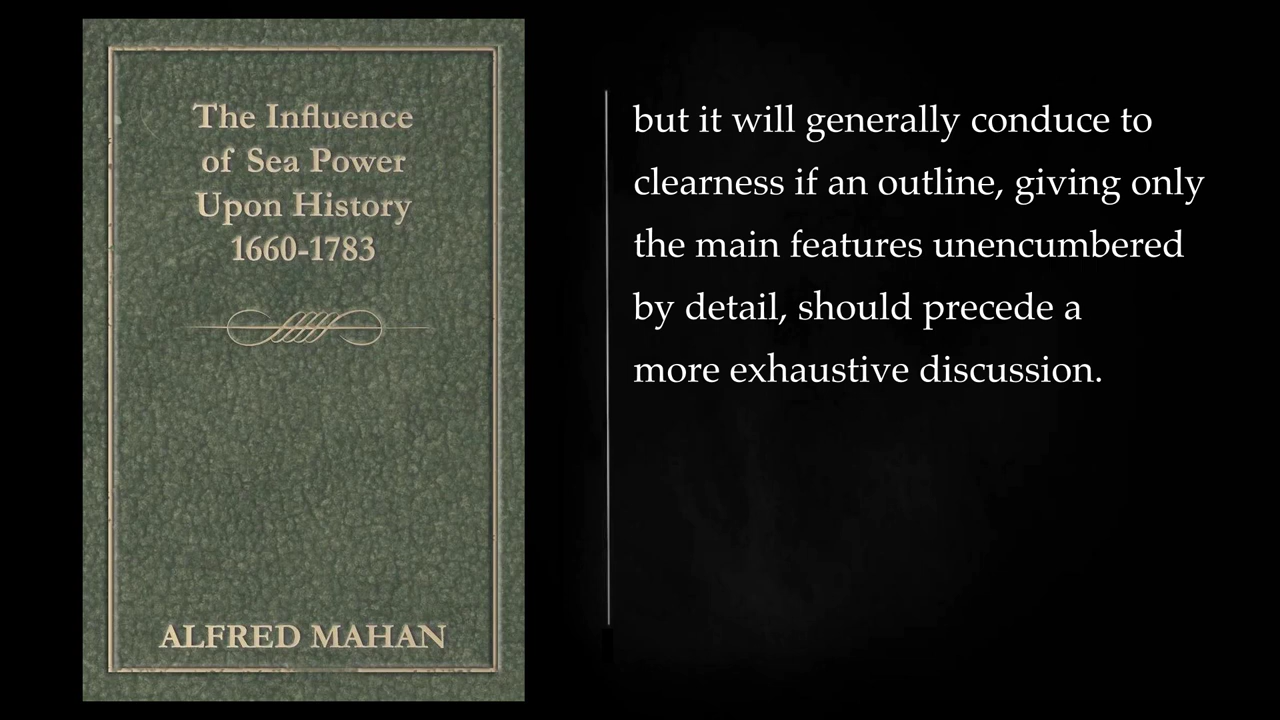 The Influence
of Sea Power
Upon History
1660-1783
ALFRED MAHAN
but it will generally conduce to
clearness if an outline, giving only
the main features unencumbered
by detail, should precede a
more exhaustive discussion.